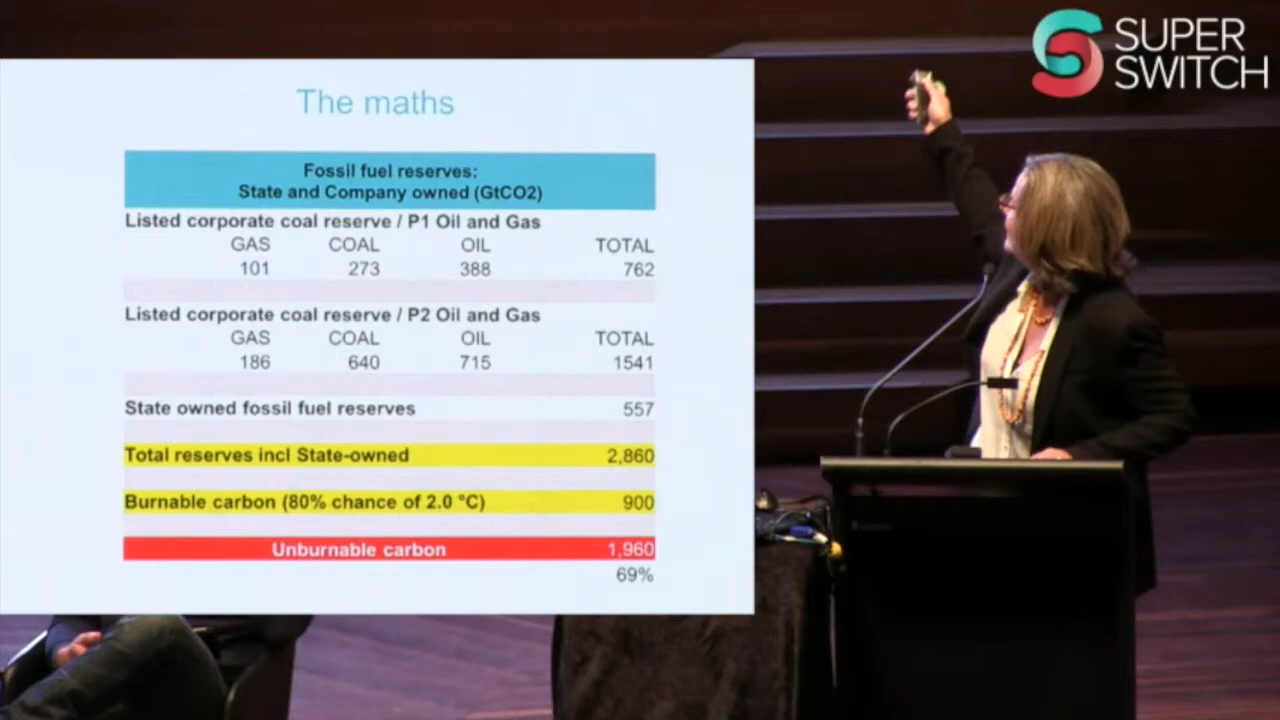 SUPER
SWITCH
The maths
Fossil fuel reserves:
State and Company owned (GtCO2)
Listed corporate coal reserve / P1 Oil and Gas
GAS COAL OIL TOTAL
101 273 388 762
Listed corporate coal reserve / P2 Oil and Gas
GAS COAL OIL TOTAL
186 640 715 1541
State owned fossil fuel reserves 557
Total reserves incl State-owned 2,860
Burnable carbon (80% chance of 2.0 °C) 900
Unburnable carbon 1,960
69%